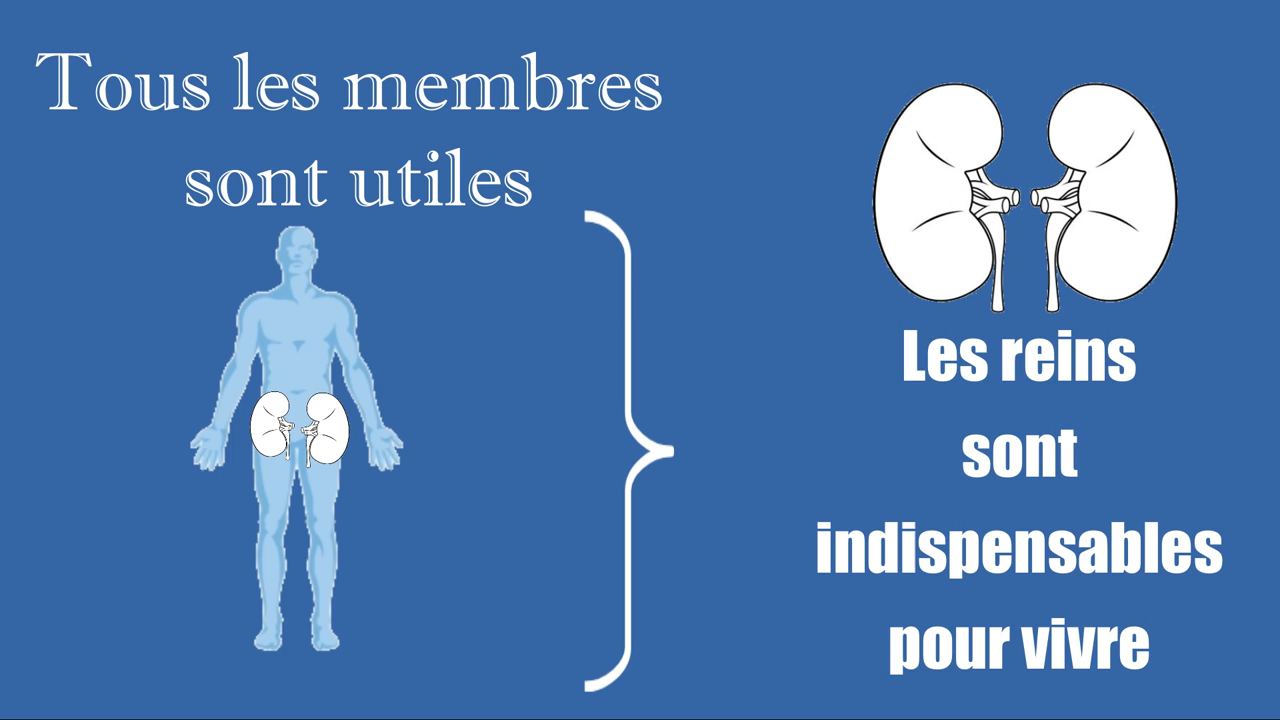 Tous les membres
sont utiles
Les reins
sont
indispensables
pour vivre